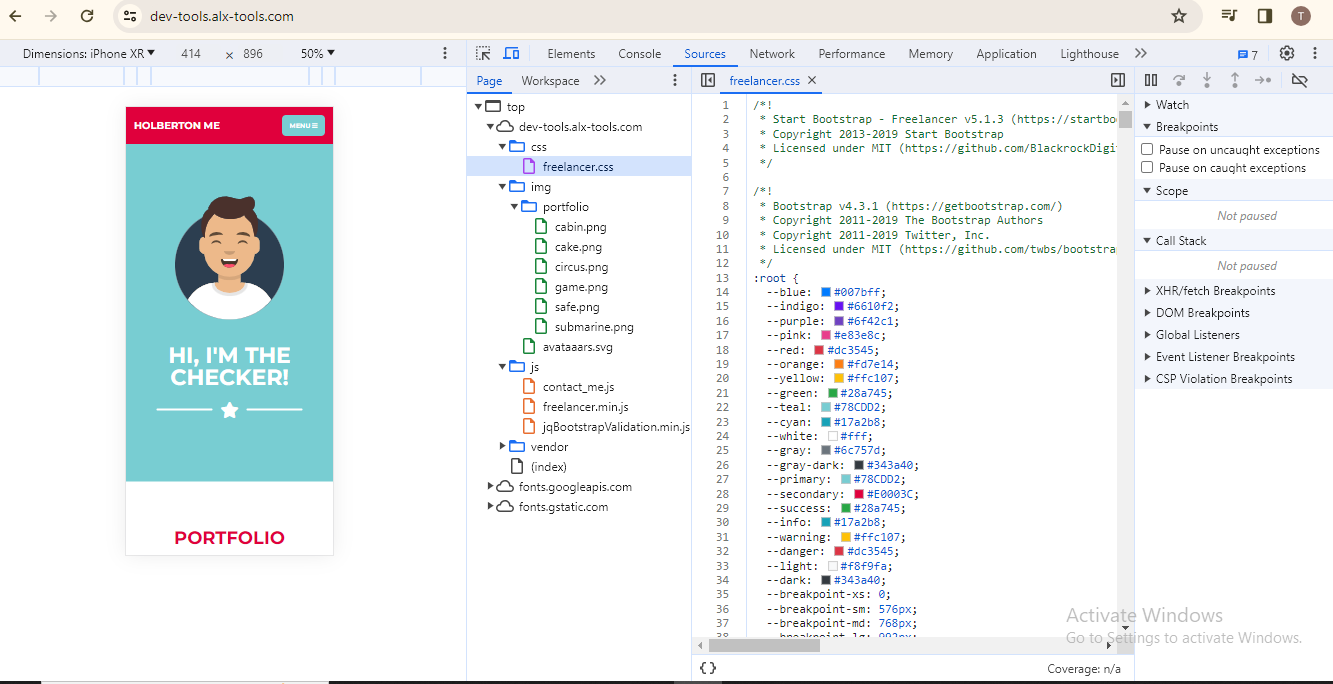 dev-tools.alx-tools.com
T
Dimensions: iPhone XR 414 × 896 50%
Elements Console Sources Network Performance Memory Application Lighthouse 7
HOLBERTON ME
MENU
HI, I'M THE
CHECKER!
PORTFOLIO
Page Workspace
top
dev-tools.alx-tools.com
css
freelancer.css
img
portfolio
cabin.png
cake.png
circus.png
game.png
safe.png
submarine.png
avataaars.svg
js
contact_me.js
freelancer.min.js
jqBootstrapValidation.min.js
vendor
(index)
fonts.googleapis.com
fonts.gstatic.com
freelancer.css ×
1 /*!
2 * Start Bootstrap - Freelancer v5.1.3 (https://startbo
3 * Copyright 2013-2019 Start Bootstrap
4 * Licensed under MIT (https://github.com/BlackrockDigi
5 */
6
7 /*!
8 * Bootstrap v4.3.1 (https://getbootstrap.com/)
9 * Copyright 2011-2019 The Bootstrap Authors
10 * Copyright 2011-2019 Twitter, Inc.
11 * Licensed under MIT (https://github.com/twbs/bootstra
12 */
13 :root {
14 --blue: #007bff;
15 --indigo: #6610f2;
16 --purple: #6f42c1;
17 --pink: #e83e8c;
18 --red: #dc3545;
19 --orange: #fd7e14;
20 --yellow: #ffc107;
21 --green: #28a745;
22 --teal: #78CDD2;
23 --cyan: #17a2b8;
24 --white: #fff;
25 --gray: #6c757d;
26 --gray-dark: #343a40;
27 --primary: #78CDD2;
28 --secondary: #E0003C;
29 --success: #28a745;
30 --info: #17a2b8;
31 --warning: #ffc107;
32 --danger: #dc3545;
33 --light: #f8f9fa;
34 --dark: #343a40;
35 --breakpoint-xs: 0;
36 --breakpoint-sm: 576px;
37 --breakpoint-md: 768px;
38 --breakpoint-lg: 992px;
{} Coverage: n/a
Watch
Breakpoints
Pause on uncaught exceptions
Pause on caught exceptions
Scope
Not paused
Call Stack
Not paused
XHR/fetch Breakpoints
DOM Breakpoints
Global Listeners
Event Listener Breakpoints
CSP Violation Breakpoints
Activate Windows
Go to Settings to activate Windows.